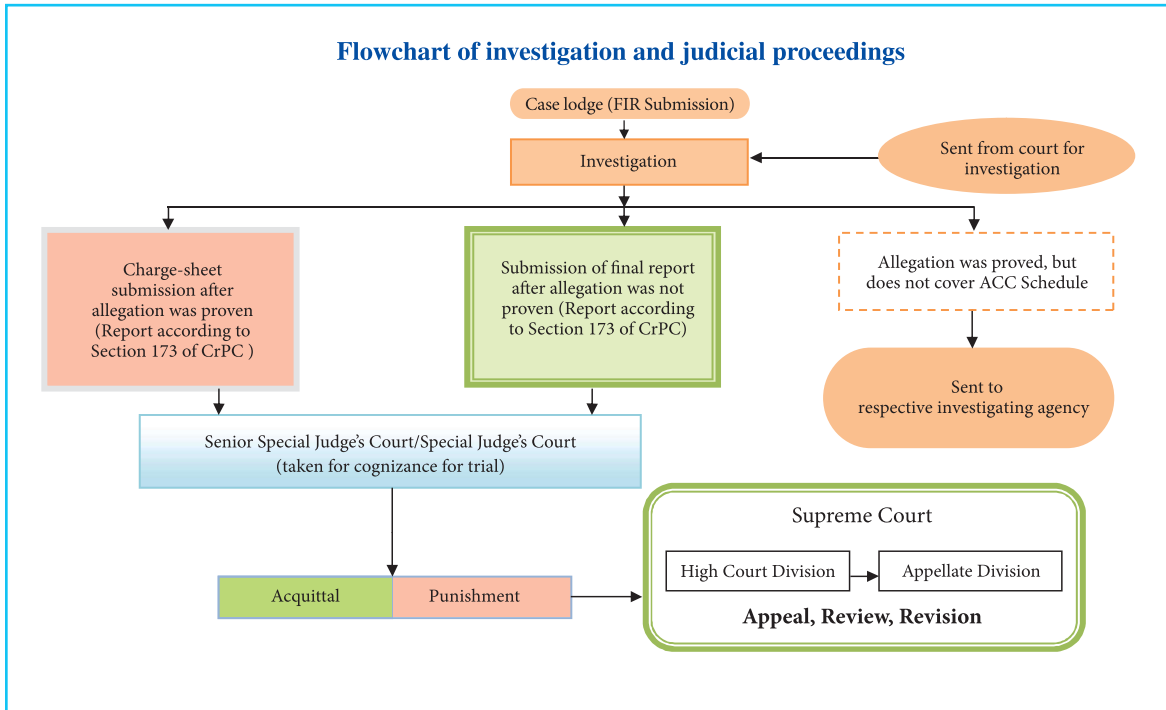 Flowchart of investigation and judicial proceedings
Case lodge (FIR Submission)
Investigation
Sent from court for
investigation
Charge-sheet
submission after
allegation was proven
(Report according to
Section 173 of CrPC )
Submission of final report
after allegation was not
proven (Report according
to Section 173 of CrPC)
Allegation was proved, but
does not cover ACC Schedule
Sent to
respective investigating agency
Senior Special Judge's Court/Special Judge's Court
(taken for cognizance for trial)
Supreme Court
High Court Division
Appellate Division
Appeal, Review, Revision
Acquittal
Punishment